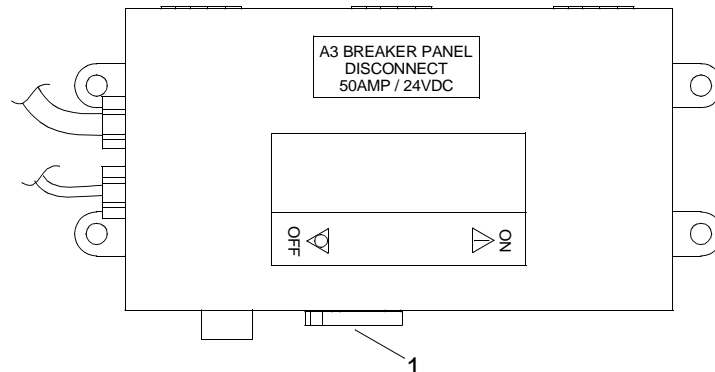 A3 BREAKER PANEL
DISCONNECT
50AMP / 24VDC
OFF
ON
1